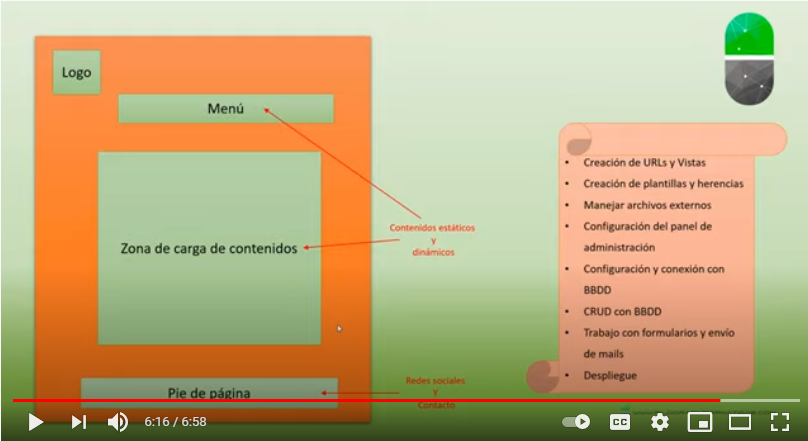 Logo
Menú
Zona de carga de contenidos
Pie de página
Contenidos estáticos
y
dinámicos
Redes sociales
Y
Contacto
• Creación de URLs y Vistas
• Creación de plantillas y herencias
• Manejar archivos externos
• Configuración del panel de
administración
• Configuración y conexión con
BBDD
• CRUD con BBDD
• Trabajo con formularios y envío
de mails
• Despliegue
6:16 / 6:58
CC